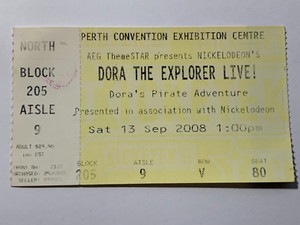 PERTH CONVENTION EXHIBITION CENTRE
NORTH
BLOCK
205
AISLE
9
AEG ThemeSTAR presents NICKELODEON'S
DORA THE EXPLORER LIVE!
Dora's Pirate Adventure
Presented in association with Nickelodeon
Sat 13 Sep 2008 1:00pm
ADULT
BLOCK AISLE ROW SEAT
205 9 V 80